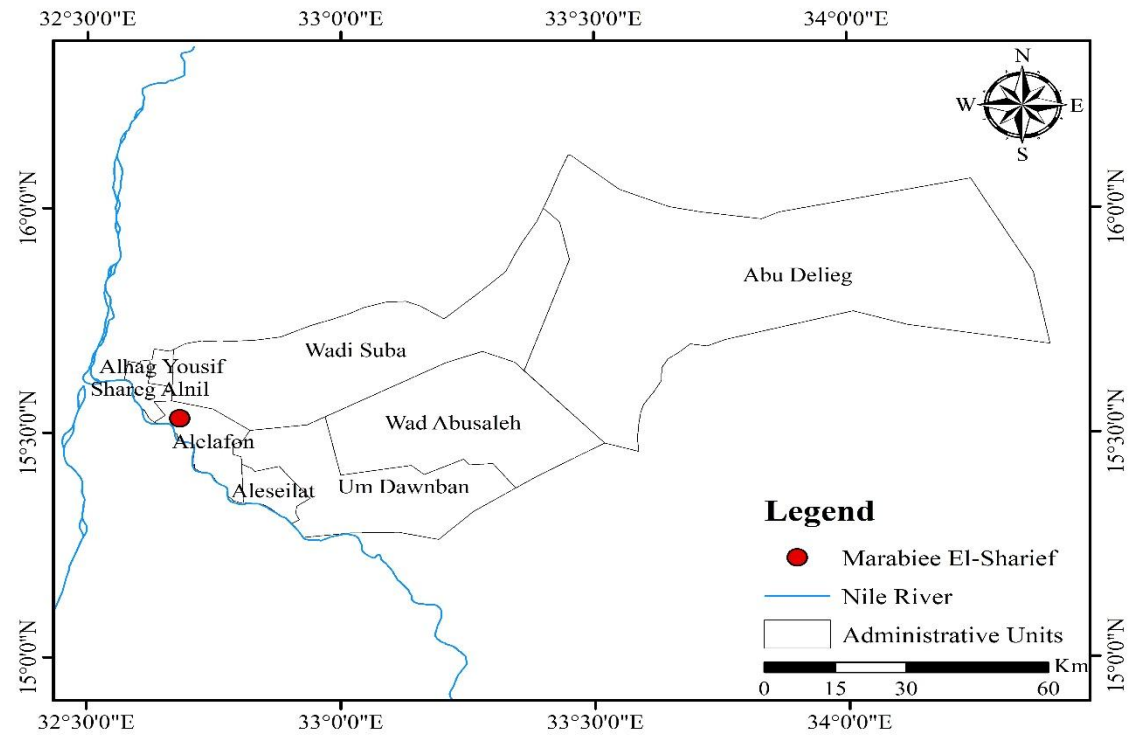 32°30'0"E 33°0'0"E 33°30'0"E 34°0'0"E
N
W E
S
16°0'0"N 16°0'0"N
Abu Delieg
Wadi Suba
Alhag Yousif
Shareg Alnil
Wad Abusaleh
15°30'0"N 15°30'0"N
Alelafon
Aleseilat Um Dawnban
Legend
Marabiee El-Sharief
Nile River
Administrative Units
Km
0 15 30 60
15°0'0"N 15°0'0"N
32°30'0"E 33°0'0"E 33°30'0"E 34°0'0"E